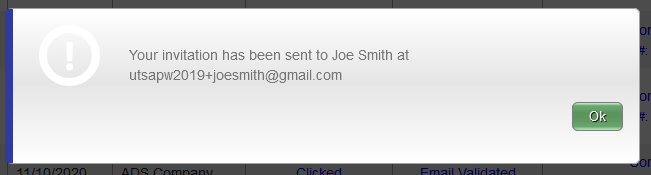 Your invitation has been sent to Joe Smith at
utsapw2019+joesmith@gmail.com
Ok
#:
#:
11/10/2020 ADS Company Clicked Email Validated